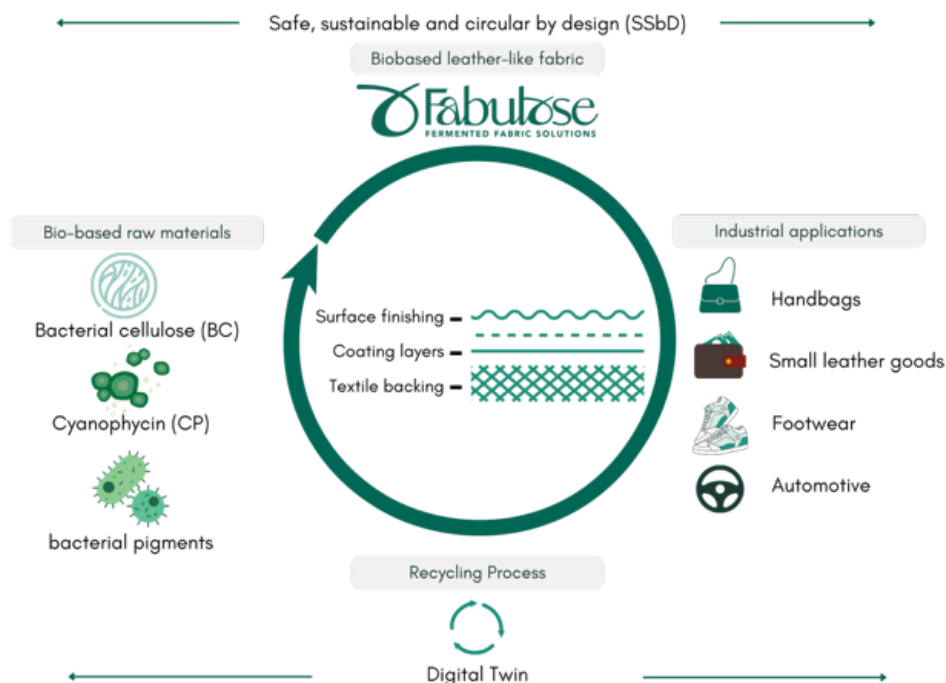 Safe, sustainable and circular by design (SSbD)
Biobased leather-like fabric
Fabulose
FERMENTED FABRIC SOLUTIONS
Bio-based raw materials
Bacterial cellulose (BC)
Cyanophycin (CP)
bacterial pigments
Surface finishing
Coating layers
Textile backing
Industrial applications
Handbags
Small leather goods
Footwear
Automotive
Recycling Process
Digital Twin